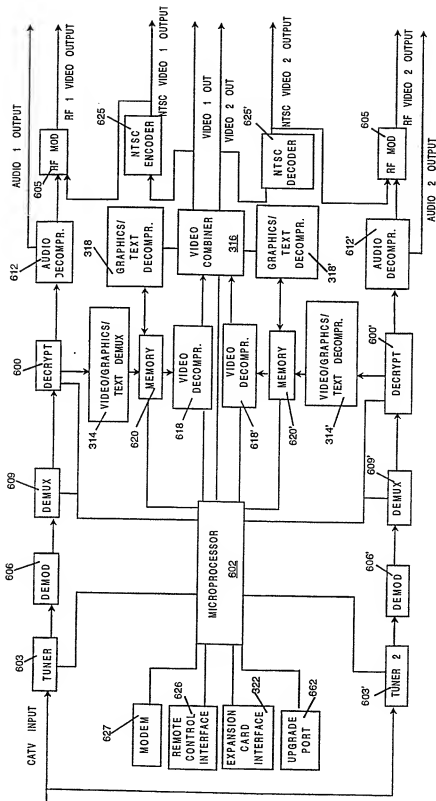 AUDIO 1 OUTPUT
RF 1 VIDEO OUTPUT
NTSC VIDEO 1 OUTPUT
VIDEO 1 OUT
VIDEO 2 OUT
NTSC VIDEO 2 OUTPUT
RF VIDEO 2 OUTPUT
AUDIO 2 OUTPUT
605
RF MOD
625
NTSC
ENCODER
625'
NTSC
DECODER
605
RF MOD
612
AUDIO
DECOMPR.
318
GRAPHICS/
TEXT
DECOMPR.
VIDEO
COMBINER
316
GRAPHICS/
TEXT
DECOMPR.
318'
612'
AUDIO
DECOMPR.
600
DECRYPT
314
VIDEO/GRAPHICS/
TEXT DEMUX
620
MEMORY
618
VIDEO
DECOMPR.
618'
VIDEO
DECOMPR.
620'
MEMORY
314'
VIDEO/GRAPHICS/
TEXT DECOMPR.
600'
DECRYPT
609
DEMUX
609'
DEMUX
606
DEMOD
MICROPROCESSOR
602
606'
DEMOD
603
TUNER
603'
TUNER 2
CATV INPUT
627
MODEM
626
REMOTE
CONTROL
INTERFACE
322
EXPANSION
CARD
INTERFACE
662
UPGRADE
PORT